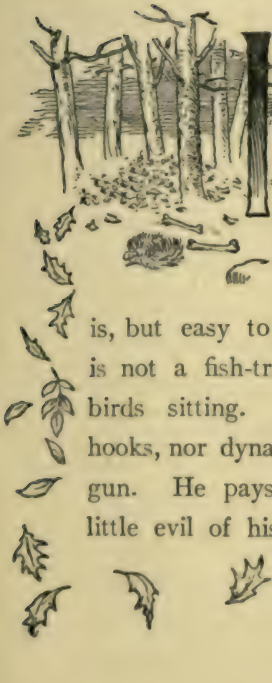 I
is, but easy to
is not a fish-tr
birds sitting.
hooks, nor dyna
gun. He pays
little evil of his